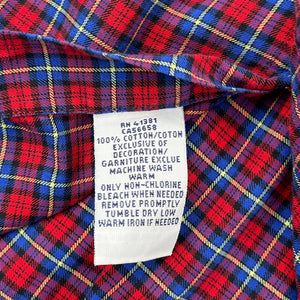 RN 41381
CA56658
100% COTTON/COTON
EXCLUSIVE OF
DECORATION/
GARNITURE EXCLUE
MACHINE WASH
WARM
ONLY NON-CHLORINE
BLEACH WHEN NEEDED
REMOVE PROMPTLY
TUMBLE DRY LOW
WARM IRON IF NEEDED